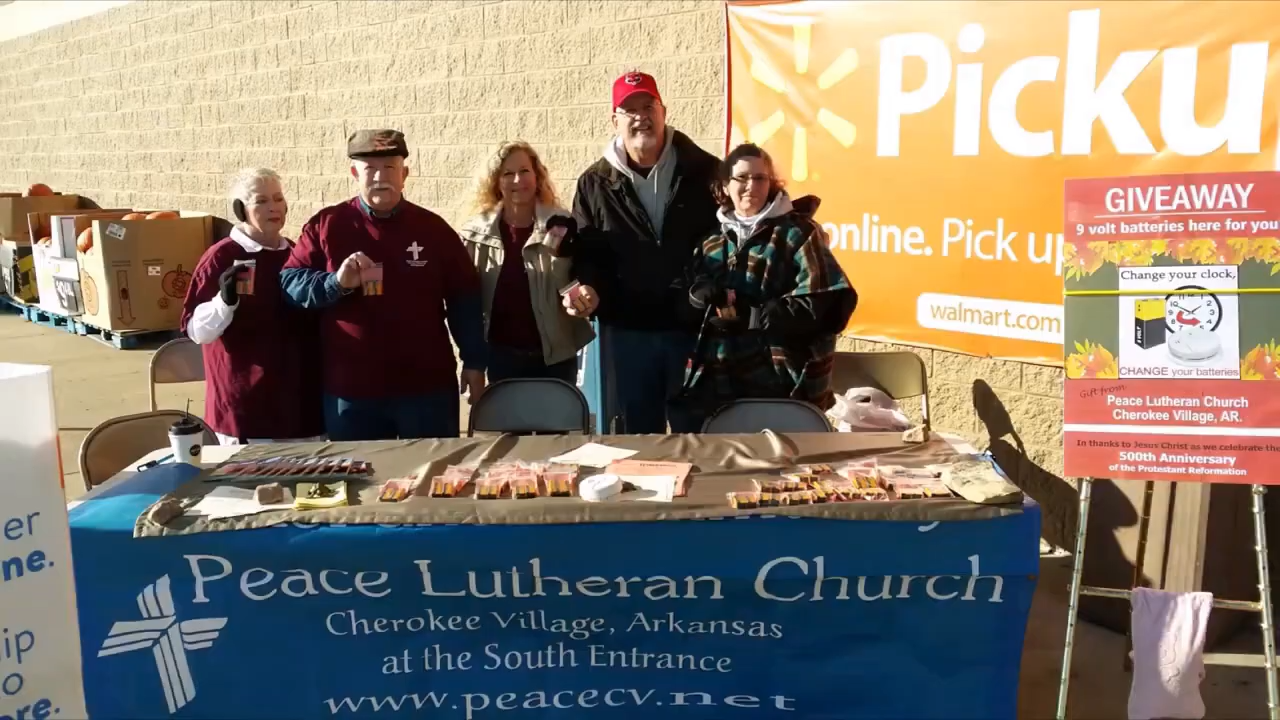 Picku
online. Pick up
walmart.com
GIVEAWAY
9 volt batteries here for you
Change your clock,
CHANGE your batteries
Gift from
Peace Lutheran Church
Cherokee Village, AR.
In thanks to Jesus Christ as we celebrate the
500th Anniversary
of the Protestant Reformation
er
ne.
ip
o
re.
Peace Lutheran Church
Cherokee Village, Arkansas
at the South Entrance
www.peacecv.net